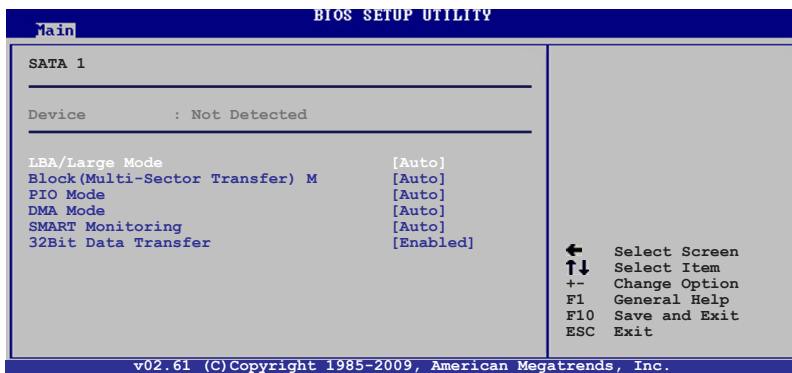 BIOS SETUP UTILITY
Main
SATA 1
Device : Not Detected
LBA/Large Mode [Auto]
Block(Multi-Sector Transfer) M [Auto]
PIO Mode [Auto]
DMA Mode [Auto]
SMART Monitoring [Auto]
32Bit Data Transfer [Enabled]
← Select Screen
↑↓ Select Item
+- Change Option
F1 General Help
F10 Save and Exit
ESC Exit
v02.61 (C)Copyright 1985-2009, American Megatrends, Inc.